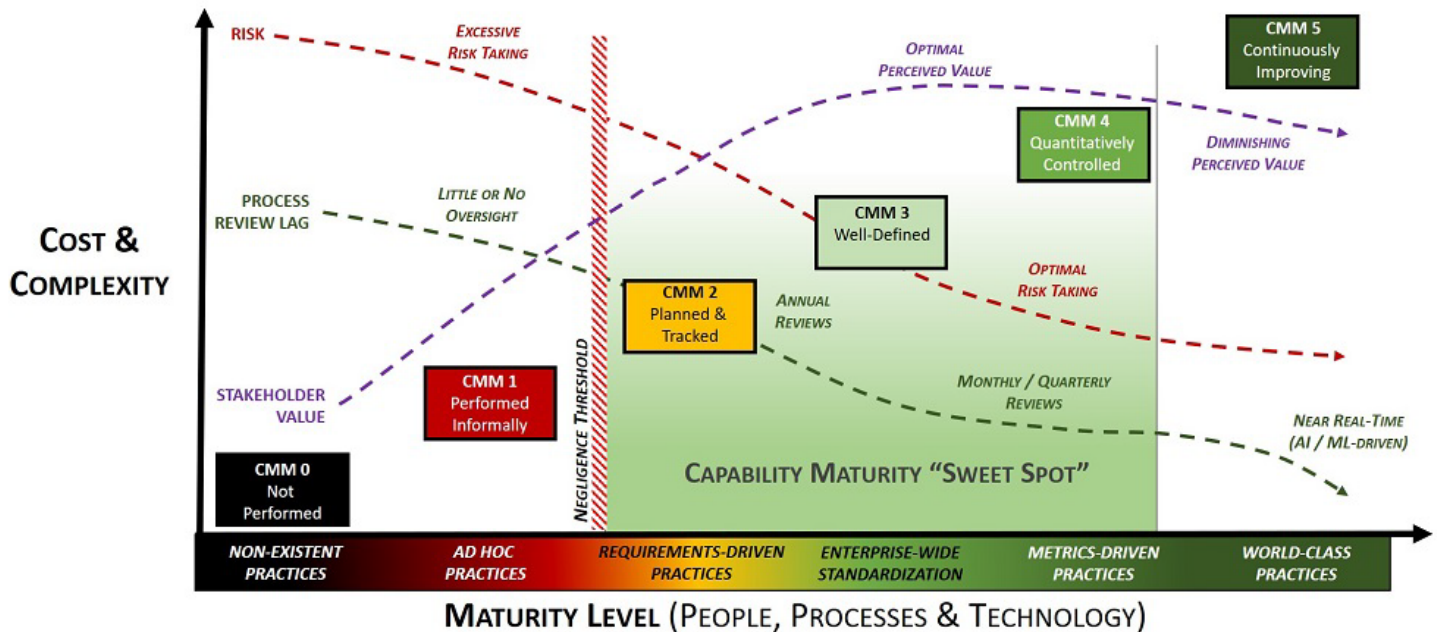 RISK
EXCESSIVE
RISK TAKING
OPTIMAL
PERCEIVED VALUE
CMM 5
Continuously
Improving
CMM 4
Quantitatively
Controlled
DIMINISHING
PERCEIVED VALUE
PROCESS
REVIEW LAG
LITTLE OR NO
OVERSIGHT
CMM 3
Well-Defined
COST &
COMPLEXITY
OPTIMAL
RISK TAKING
CMM 2
Planned &
Tracked
ANNUAL
REVIEWS
STAKEHOLDER
VALUE
CMM 1
Performed
Informally
NEGLIGENCE THRESHOLD
MONTHLY / QUARTERLY
REVIEWS
NEAR REAL-TIME
(AI / ML-DRIVEN)
CMM 0
Not
Performed
CAPABILITY MATURITY “SWEET SPOT”
NON-EXISTENT
PRACTICES
AD HOC
PRACTICES
REQUIREMENTS-DRIVEN
PRACTICES
ENTERPRISE-WIDE
STANDARDIZATION
METRICS-DRIVEN
PRACTICES
WORLD-CLASS
PRACTICES
MATURITY LEVEL (PEOPLE, PROCESSES & TECHNOLOGY)